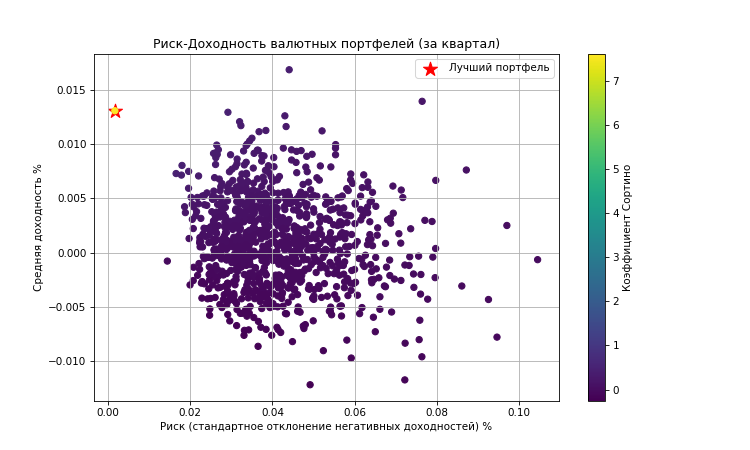 Риск-Доходность валютных портфелей (за квартал)
Лучший портфель
0.015
0.010
0.005
0.000
−0.005
−0.010
Средняя доходность %
0.00 0.02 0.04 0.06 0.08 0.10
Риск (стандартное отклонение негативных доходностей) %
7
6
5
4
3
2
1
0
Коэффициент Сортино